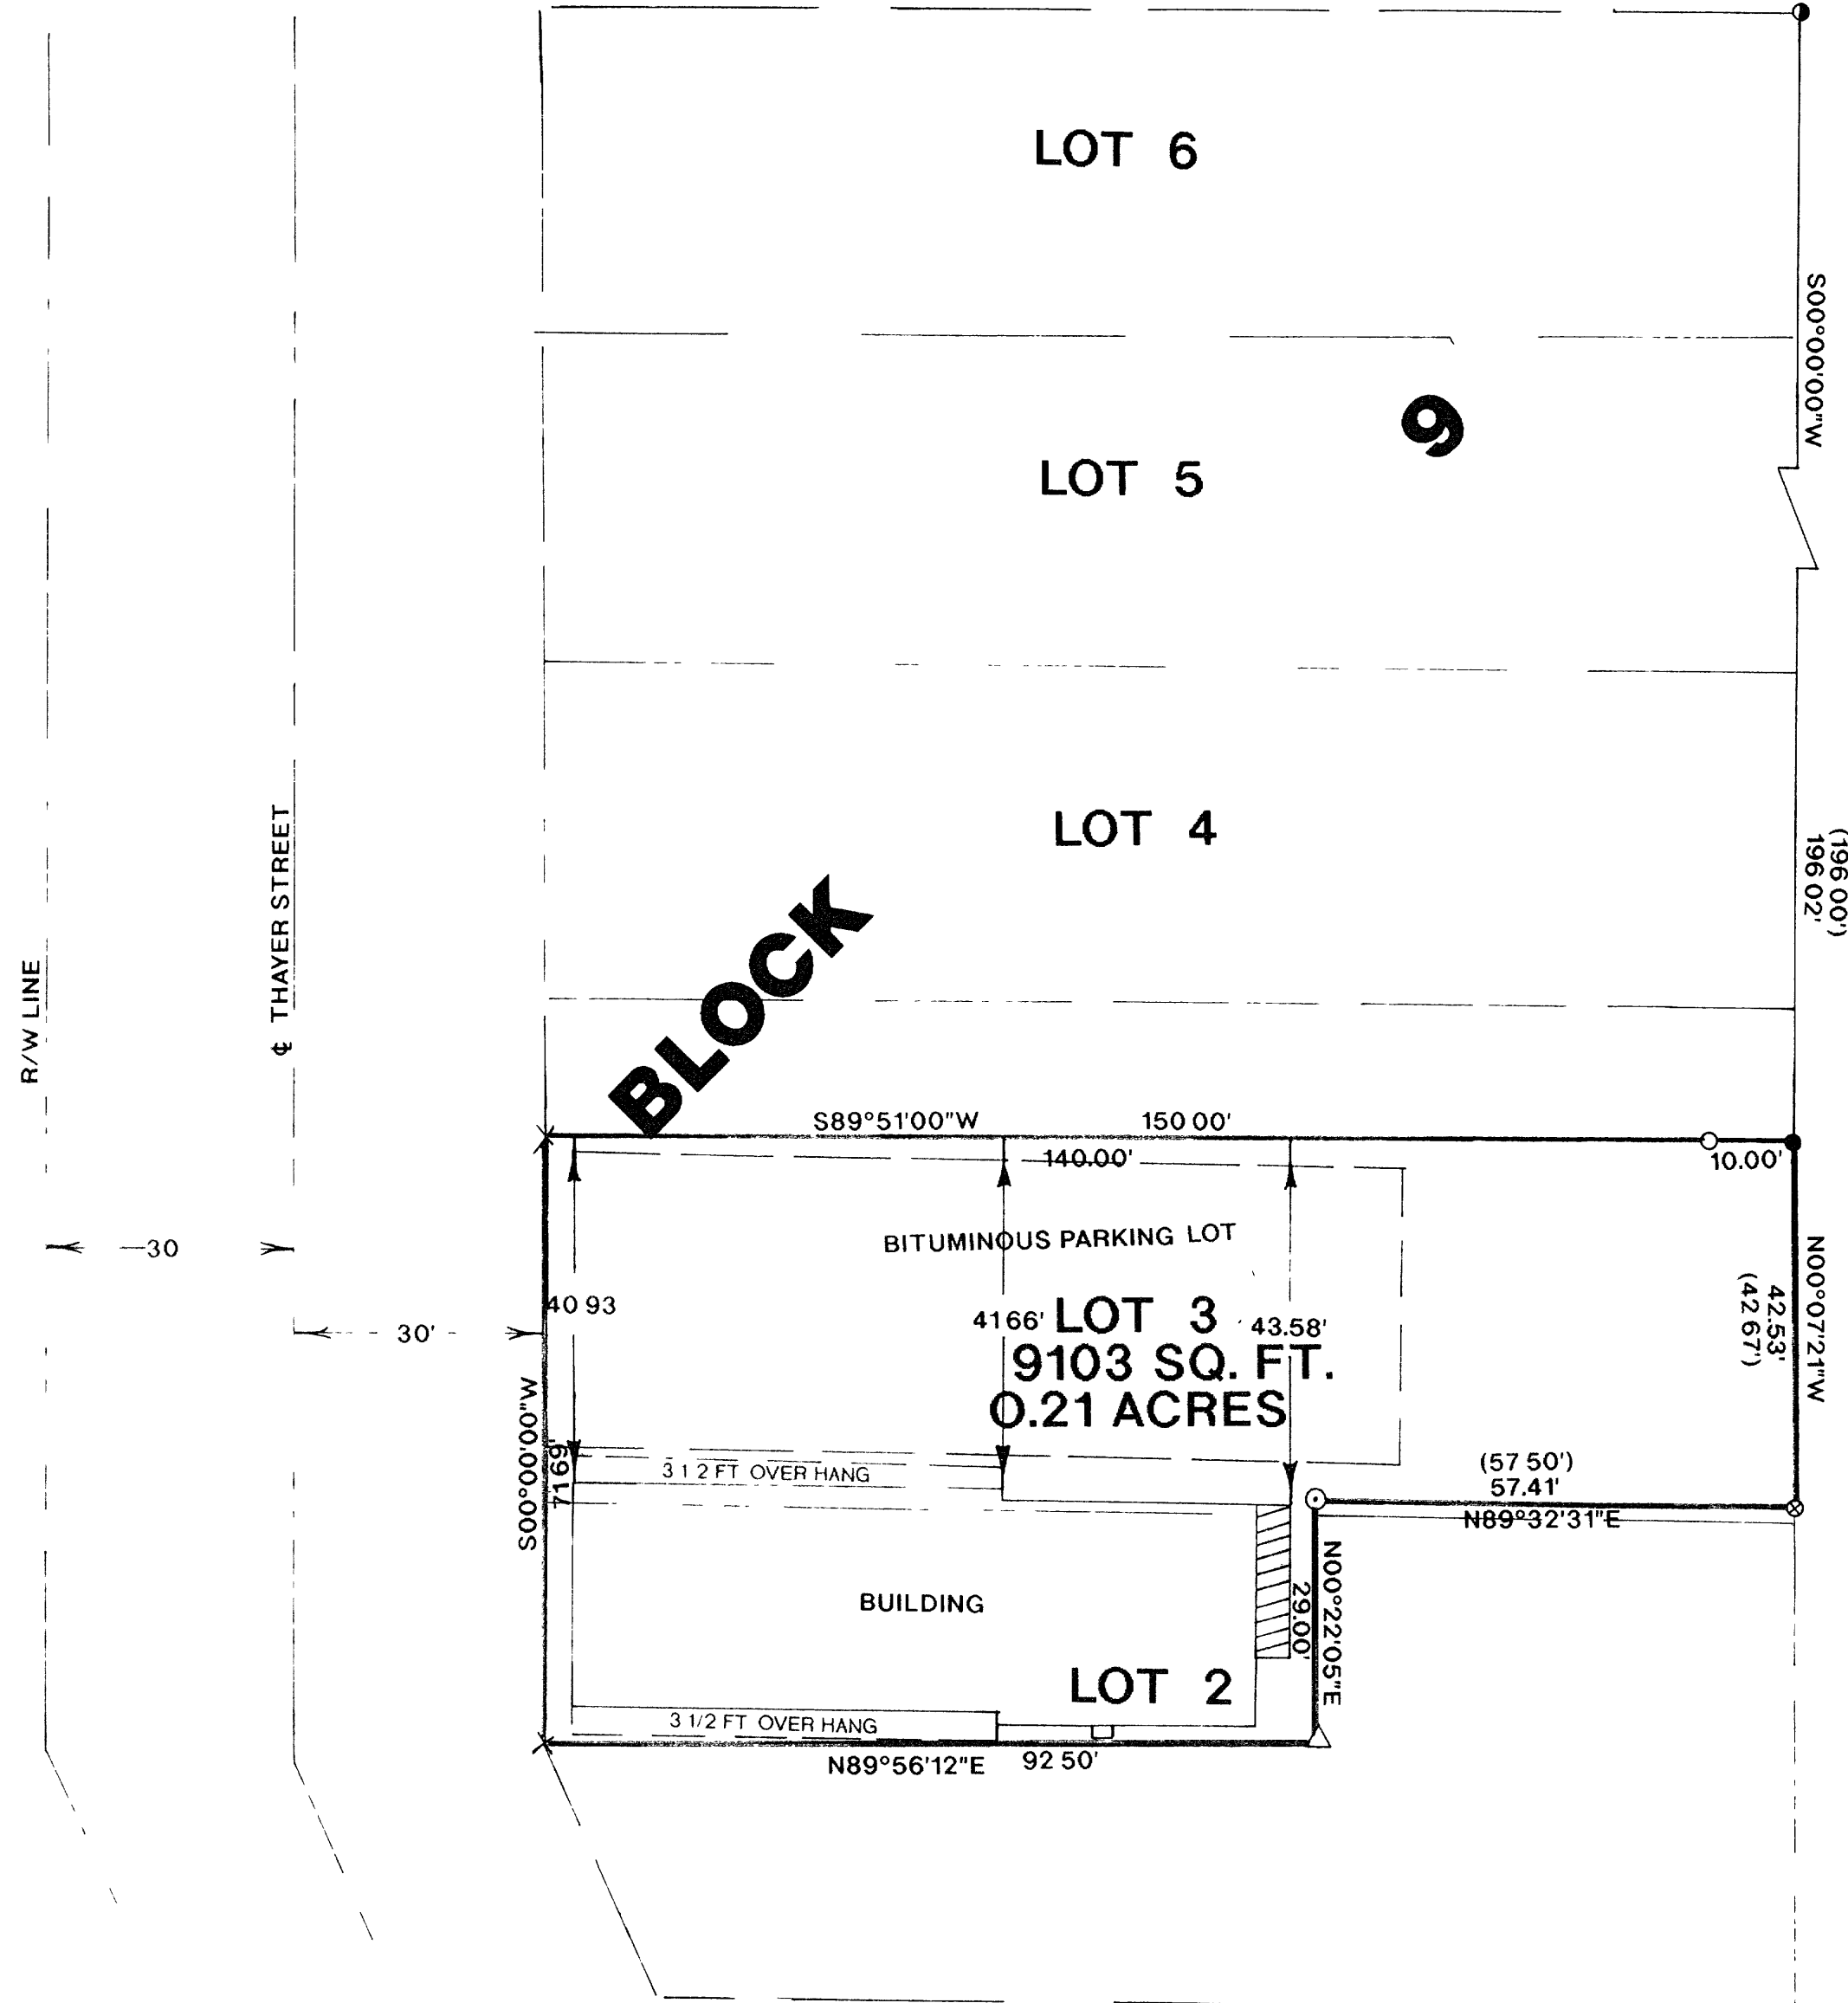 LOT 6
S00°00'00"W
9
LOT 5
LOT 4
(196 00')
196 02'
℄ THAYER STREET
R/W LINE
BLOCK
S89°51'00"W 150 00'
140.00'
10.00'
BITUMINOUS PARKING LOT
30
30'
40 93
41 66'
LOT 3
43.58'
9103 SQ. FT.
0.21 ACRES
N00°07'21"W
42.53'
(42 67')
S00°00'00"W
71 69'
3 1 2 FT OVER HANG
(57 50')
57.41'
N89°32'31"E
N00°22'05"E
29.00'
BUILDING
LOT 2
3 1/2 FT OVER HANG
N89°56'12"E 92 50'